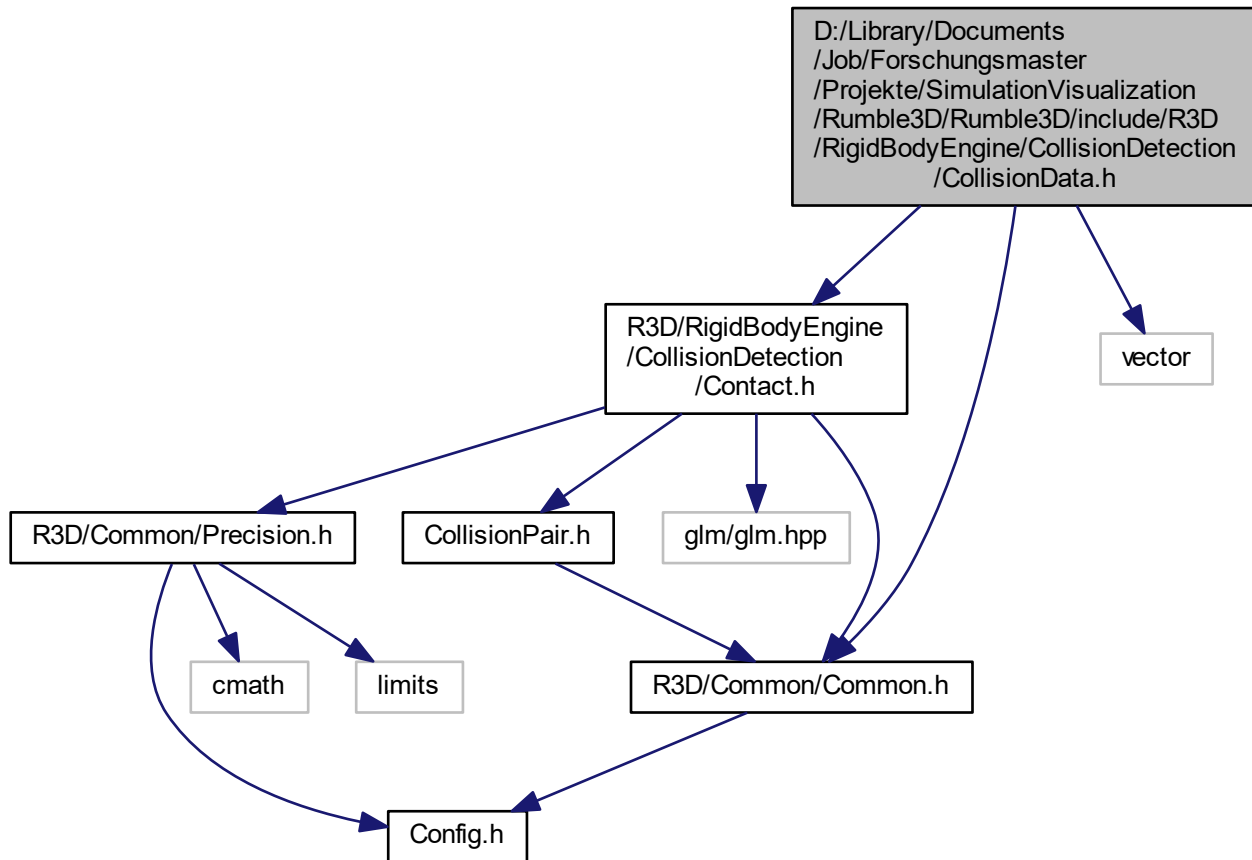 D:/Library/Documents
/Job/Forschungsmaster
/Projekte/SimulationVisualization
/Rumble3D/Rumble3D/include/R3D
/RigidBodyEngine/CollisionDetection
/CollisionData.h
R3D/RigidBodyEngine
/CollisionDetection
/Contact.h
vector
R3D/Common/Precision.h
CollisionPair.h
glm/glm.hpp
cmath
limits
R3D/Common/Common.h
Config.h